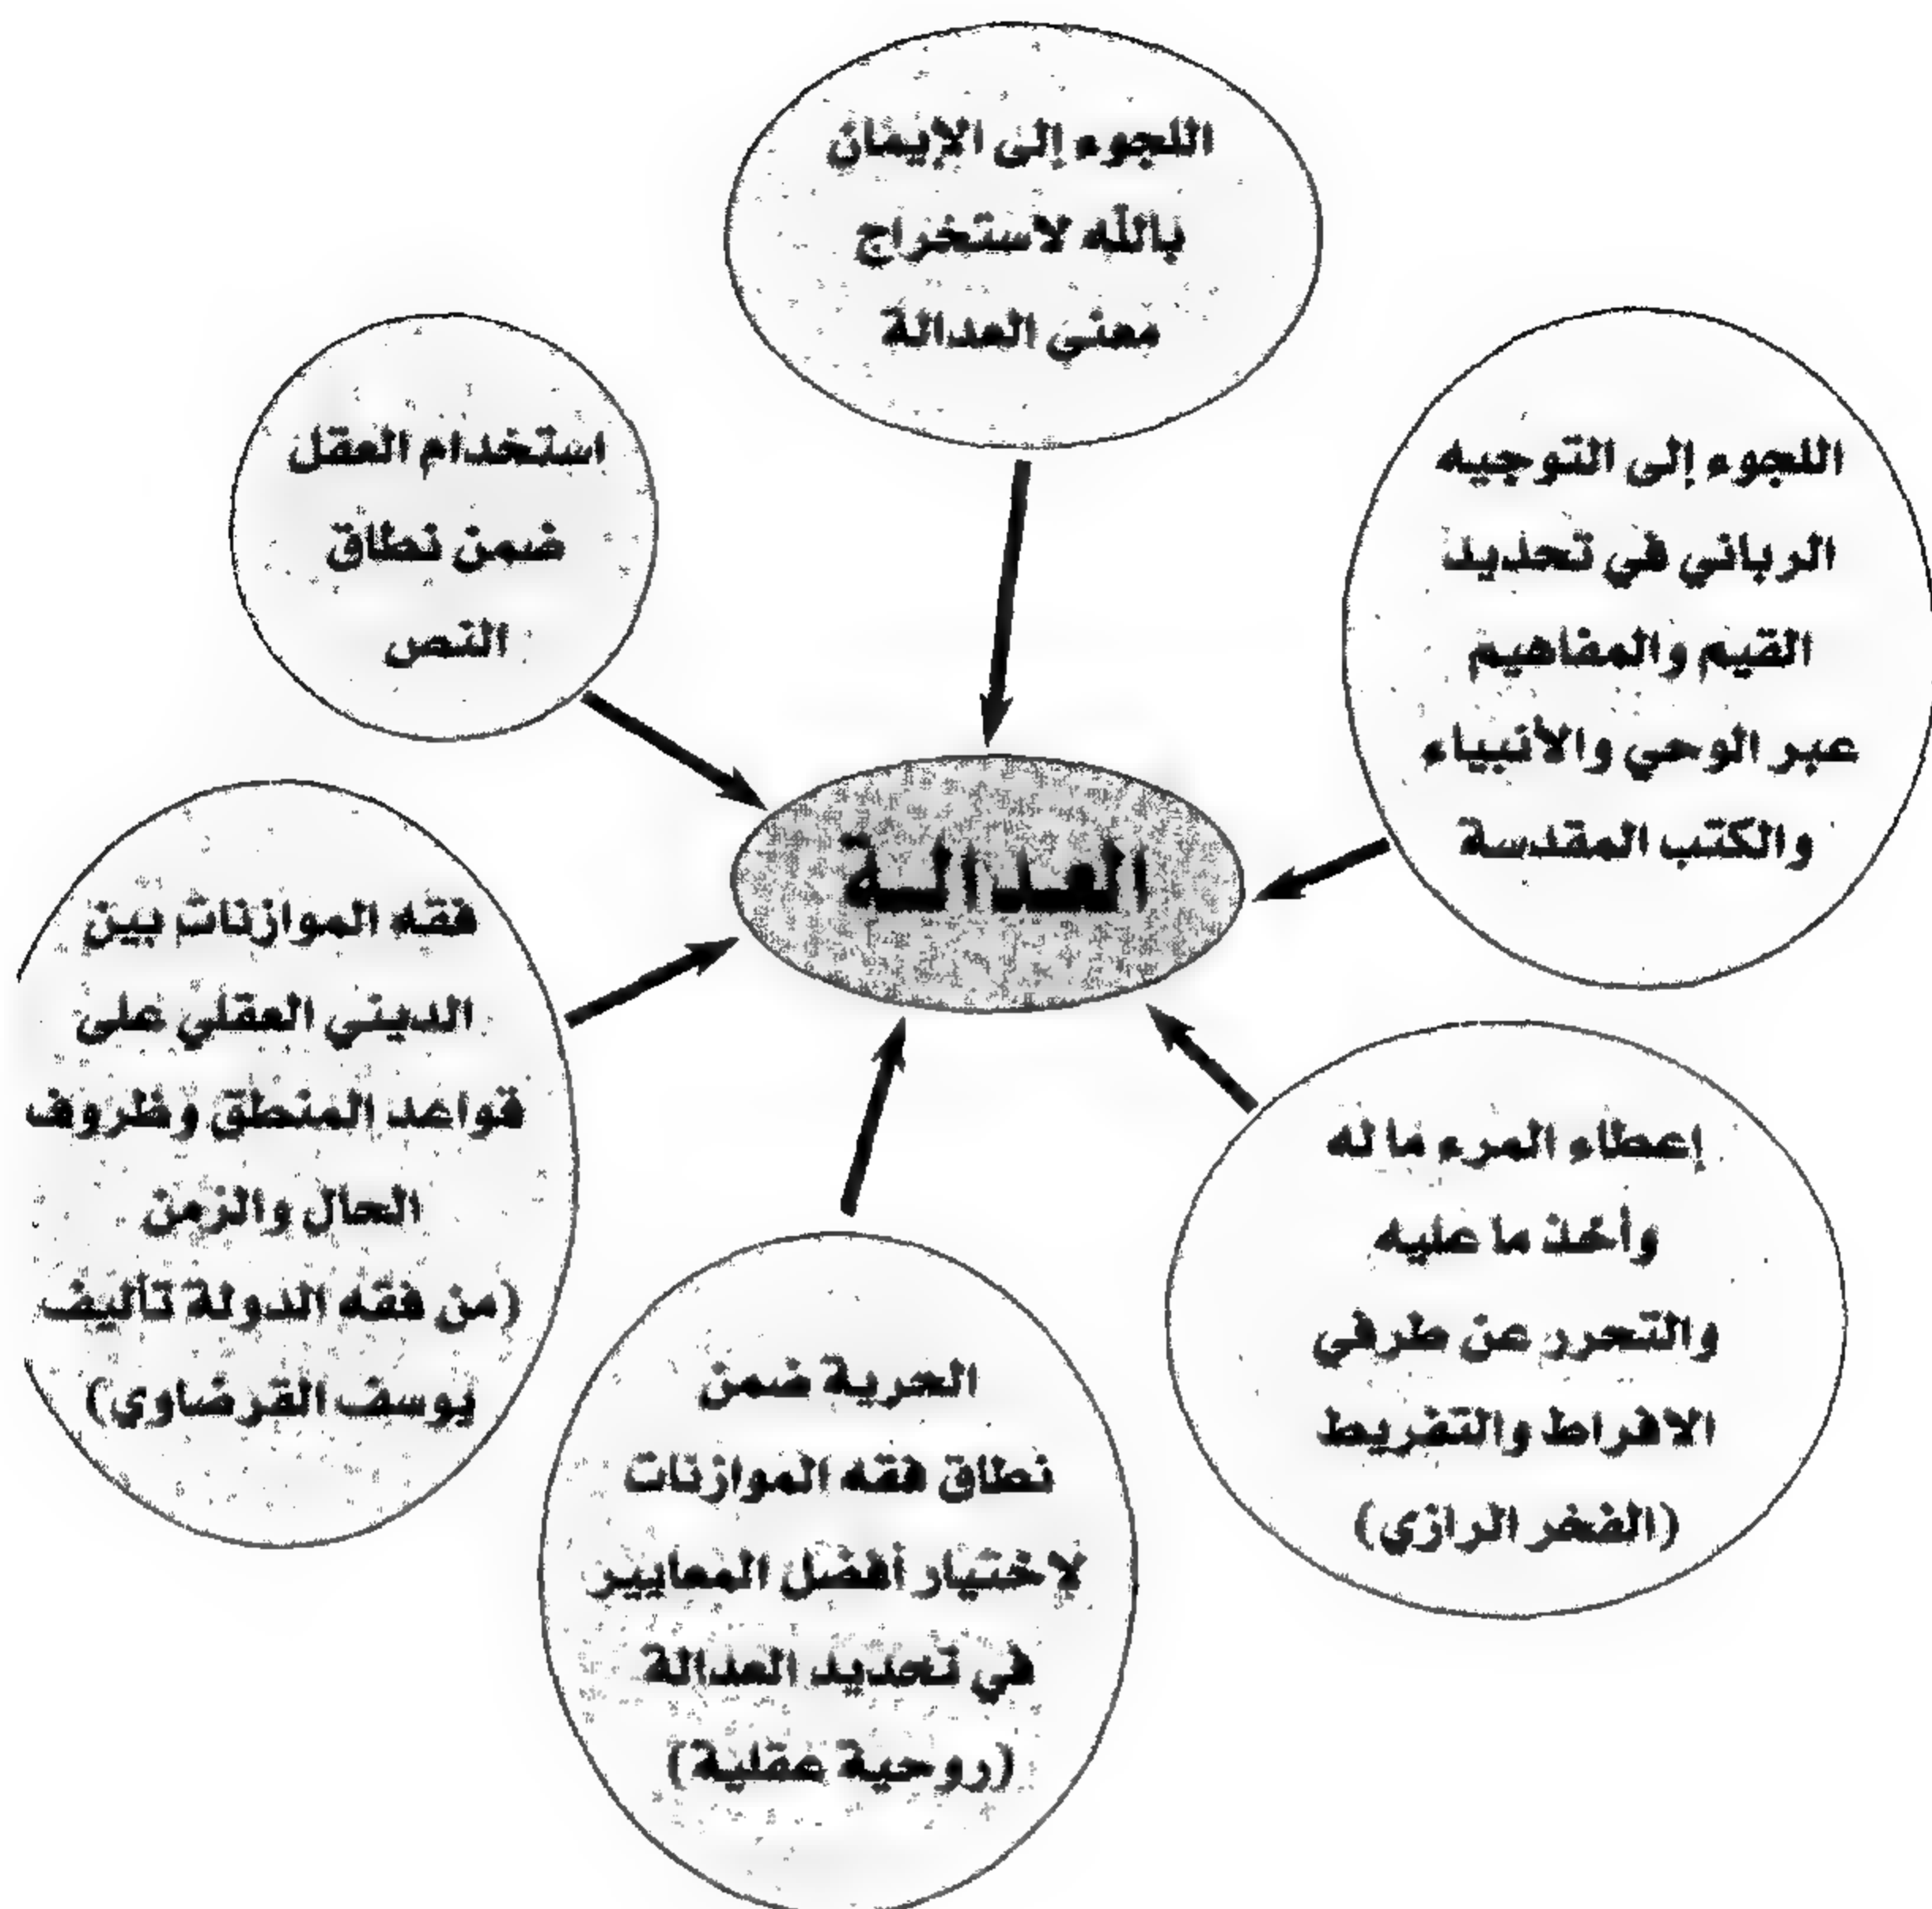 اللجوء إلى الإيمان
بالله لاستخراج
معنى العدالة
اللجوء إلى التوجيه
الرباني في تحديد
القيم والمفاهيم
عبر الوحي والأنبياء
والكتب المقدسة
استخدام العقل
ضمن نطاق
النص
العدالة
فقه الموازنات بين
الديني العقلي على
قواعد المنطق وظروف
الحال والزمن
(من فقه الدولة تأليف
يوسف القرضاوي)
إعطاء المرء ما له
وأخذ ما عليه
والتحرر عن طرفي
الافراط والتفريط
(الفخر الرازي)
الحرية ضمن
نطاق فقه الموازنات
لاختيار أفضل المعايير
في تحديد العدالة
(روحية عقلية)